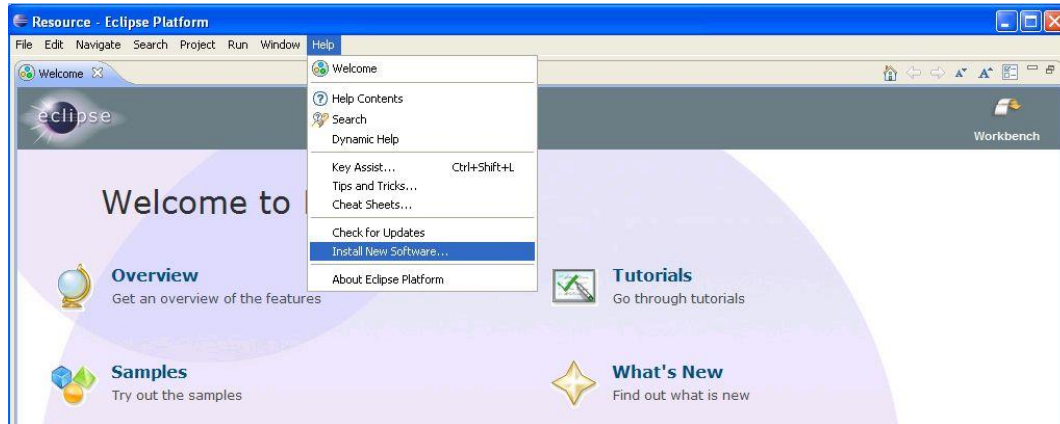 Resource - Eclipse Platform
File Edit Navigate Search Project Run Window Help
Welcome
eclipse
Workbench
Welcome
Help Contents
Search
Dynamic Help
Key Assist... Ctrl+Shift+L
Tips and Tricks...
Cheat Sheets...
Check for Updates
Install New Software...
About Eclipse Platform
Welcome to
Overview
Get an overview of the features
Tutorials
Go through tutorials
Samples
Try out the samples
What's New
Find out what is new